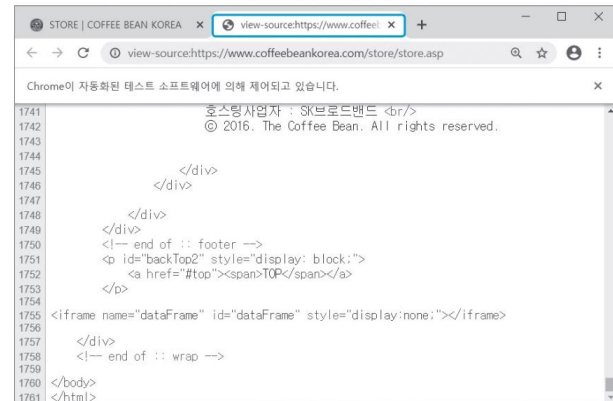 STORE | COFFEE BEAN KOREA
view-source:https://www.coffeel
view-source:https://www.coffeebeankorea.com/store/store.asp
Chrome이 자동화된 테스트 소프트웨어에 의해 제어되고 있습니다.
1741 호스팅사업자 : SK브로드밴드 <br/>
1742 ⓒ 2016. The Coffee Bean. All rights reserved.
1743
1744
1745 </div>
1746 </div>
1747
1748 </div>
1749 </div>
1750 <!-- end of :: footer -->
1751 <p id="backTop2" style="display: block;">
1752 <a href="#top"><span>TOP</span></a>
1753 </p>
1754
1755 <iframe name="dataFrame" id="dataFrame" style="display:none;"></iframe>
1756
1757 </div>
1758 <!-- end of :: wrap -->
1759
1760 </body>
1761 </html>